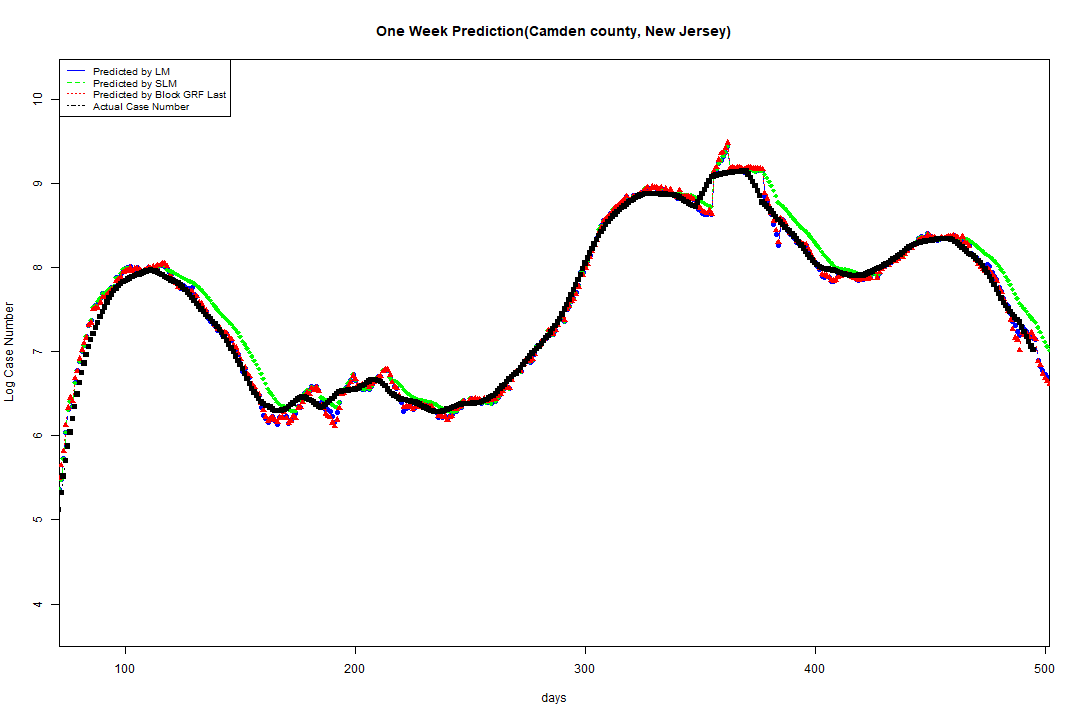 One Week Prediction(Camden county, New Jersey)
Predicted by LM
Predicted by SLM
Predicted by Block GRF Last
Actual Case Number
10
9
8
7
6
5
4
Log Case Number
100 200 300 400 500
days